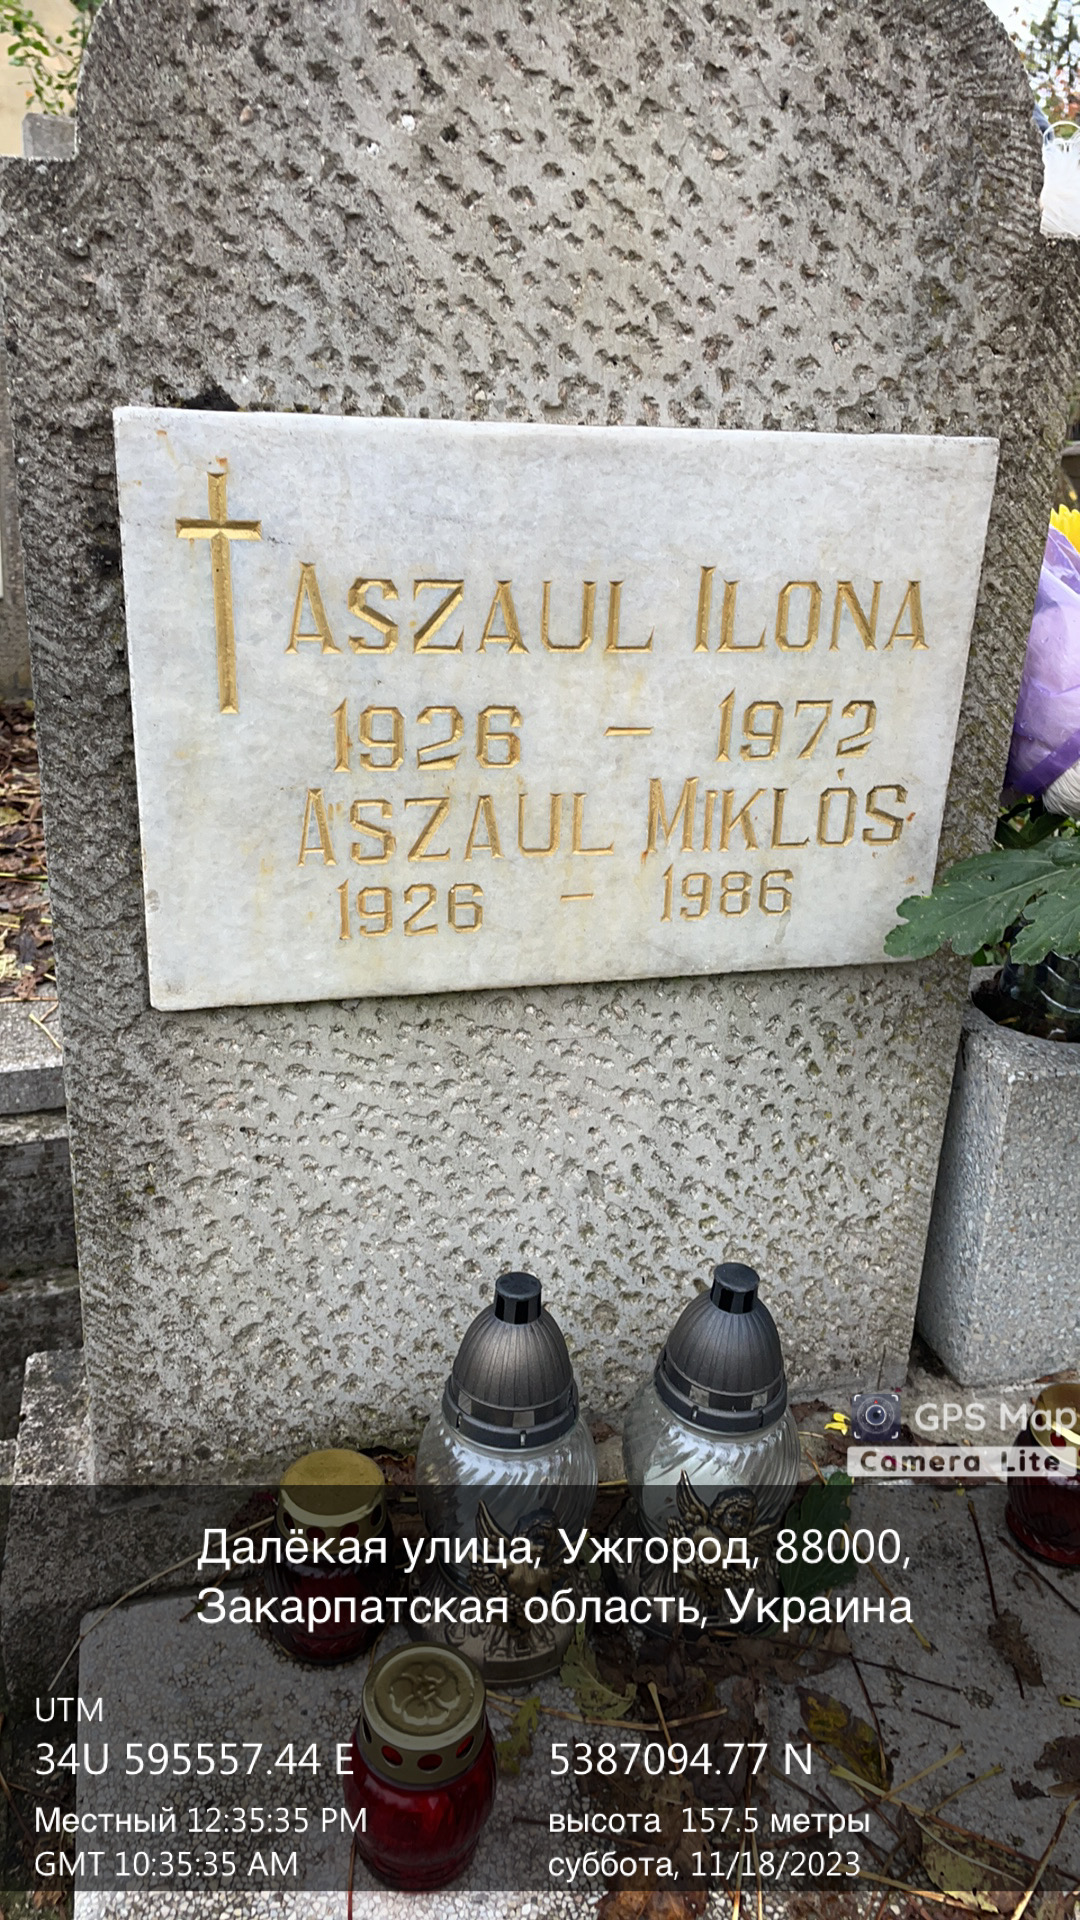 ASZAUL ILONA
1926 – 1972
ASZAUL MIKLÓS
1926 – 1986
GPS Map
Camera Lite
Далёкая улица, Ужгород, 88000,
Закарпатская область, Украина
UTM
34U 595557.44 E 5387094.77 N
Местный 12:35:35 PM высота 157.5 метры
GMT 10:35:35 AM суббота, 11/18/2023